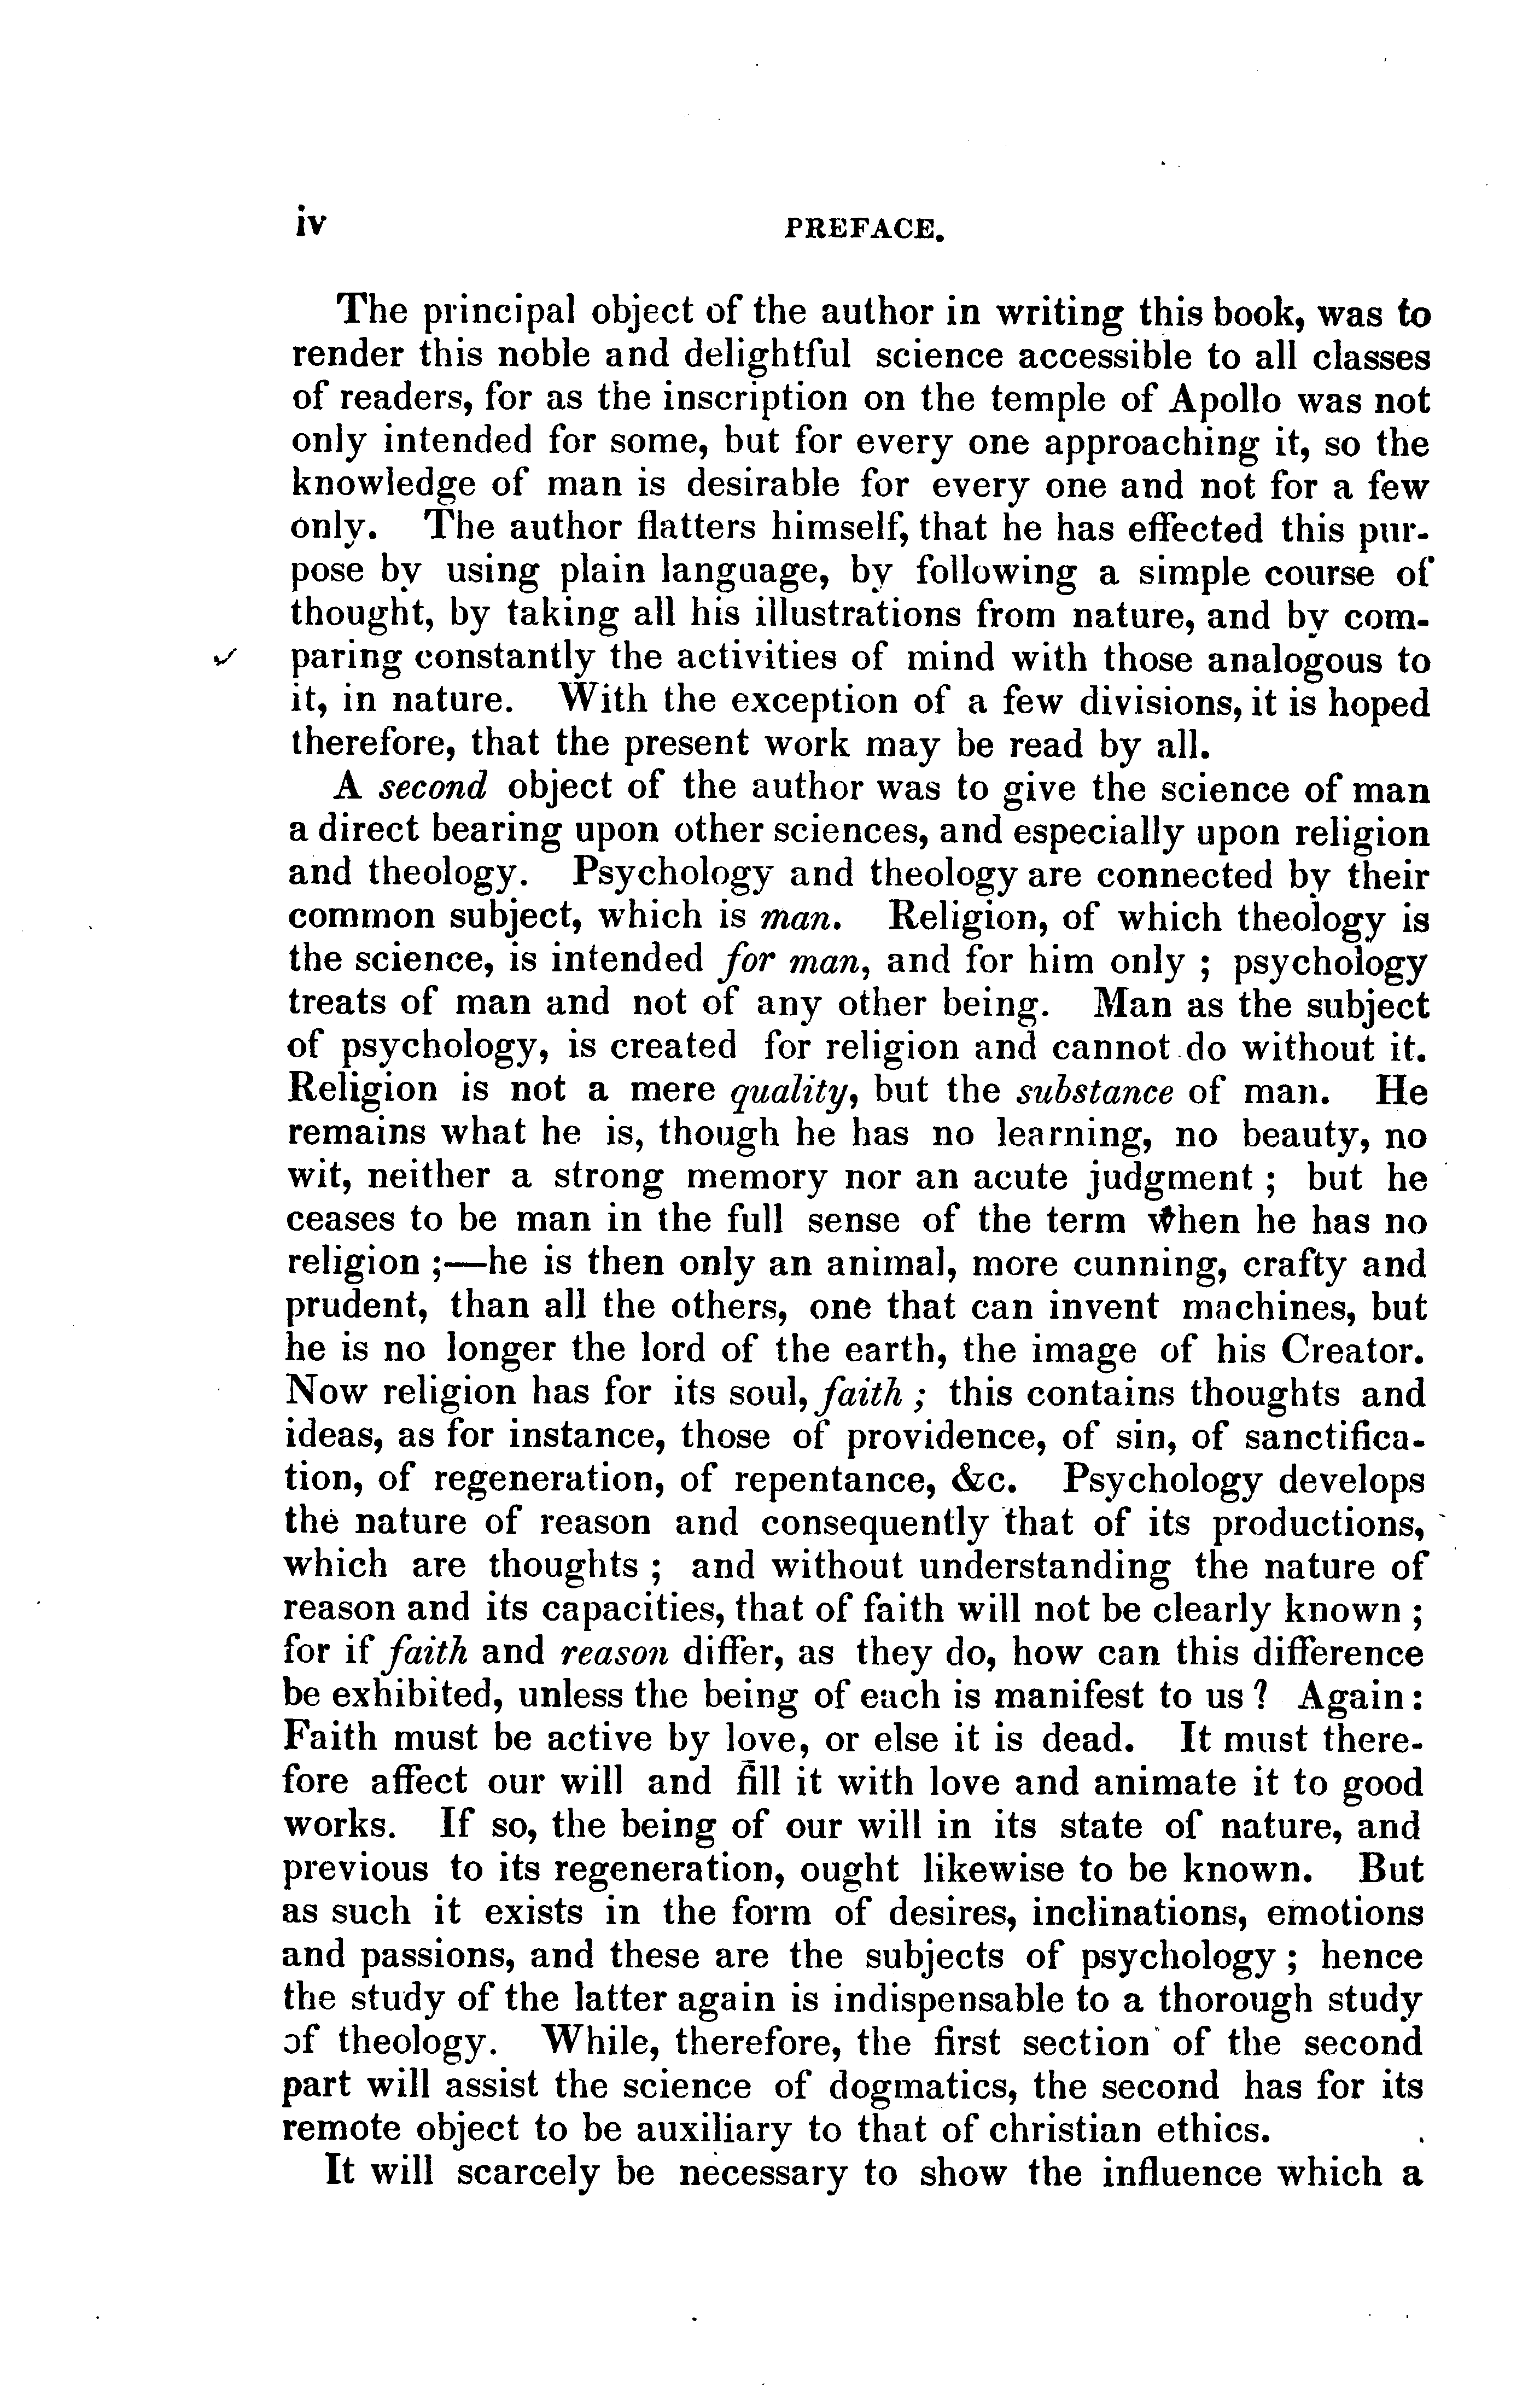 iv PREFACE.
The principal object of the author in writing this book, was to
render this noble and delightful science accessible to all classes
of readers, for as the inscription on the temple of Apollo was not
only intended for some, but for every one approaching it, so the
knowledge of man is desirable for every one and not for a few
only. The author flatters himself, that he has effected this pur-
pose by using plain language, by following a simple course of
thought, by taking all his illustrations from nature, and by com-
paring constantly the activities of mind with those analogous to
it, in nature. With the exception of a few divisions, it is hoped
therefore, that the present work may be read by all.
A second object of the author was to give the science of man
a direct bearing upon other sciences, and especially upon religion
and theology. Psychology and theology are connected by their
common subject, which is man. Religion, of which theology is
the science, is intended for man, and for him only ; psychology
treats of man and not of any other being. Man as the subject
of psychology, is created for religion and cannot do without it.
Religion is not a mere quality, but the substance of man. He
remains what he is, though he has no learning, no beauty, no
wit, neither a strong memory nor an acute judgment ; but he
ceases to be man in the full sense of the term when he has no
religion ;—he is then only an animal, more cunning, crafty and
prudent, than all the others, one that can invent machines, but
he is no longer the lord of the earth, the image of his Creator.
Now religion has for its soul, faith ; this contains thoughts and
ideas, as for instance, those of providence, of sin, of sanctifica-
tion, of regeneration, of repentance, &c. Psychology develops
the nature of reason and consequently that of its productions,
which are thoughts ; and without understanding the nature of
reason and its capacities, that of faith will not be clearly known ;
for if faith and reason differ, as they do, how can this difference
be exhibited, unless the being of each is manifest to us ? Again :
Faith must be active by love, or else it is dead. It must there-
fore affect our will and fill it with love and animate it to good
works. If so, the being of our will in its state of nature, and
previous to its regeneration, ought likewise to be known. But
as such it exists in the form of desires, inclinations, emotions
and passions, and these are the subjects of psychology ; hence
the study of the latter again is indispensable to a thorough study
of theology. While, therefore, the first section of the second
part will assist the science of dogmatics, the second has for its
remote object to be auxiliary to that of christian ethics.
It will scarcely be necessary to show the influence which a